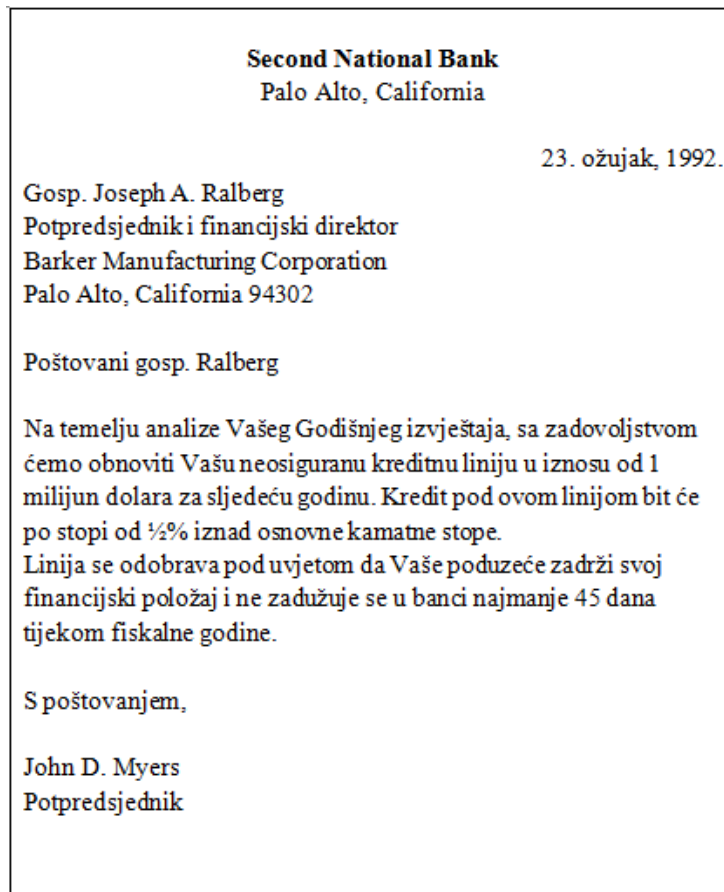 Second National Bank
Palo Alto, California
23. ožujak, 1992.
Gosp. Joseph A. Ralberg
Potpredsjednik i financijski direktor
Barker Manufacturing Corporation
Palo Alto, California 94302
Poštovani gosp. Ralberg
Na temelju analize Vašeg Godišnjeg izvještaja, sa zadovoljstvom
ćemo obnoviti Vašu neosiguranu kreditnu liniju u iznosu od 1
milijun dolara za sljedeću godinu. Kredit pod ovom linijom bit će
po stopi od ½% iznad osnovne kamatne stope.
Linija se odobrava pod uvjetom da Vaše poduzeće zadrži svoj
financijski položaj i ne zadužuje se u banci najmanje 45 dana
tijekom fiskalne godine.
S poštovanjem,
John D. Myers
Potpredsjednik